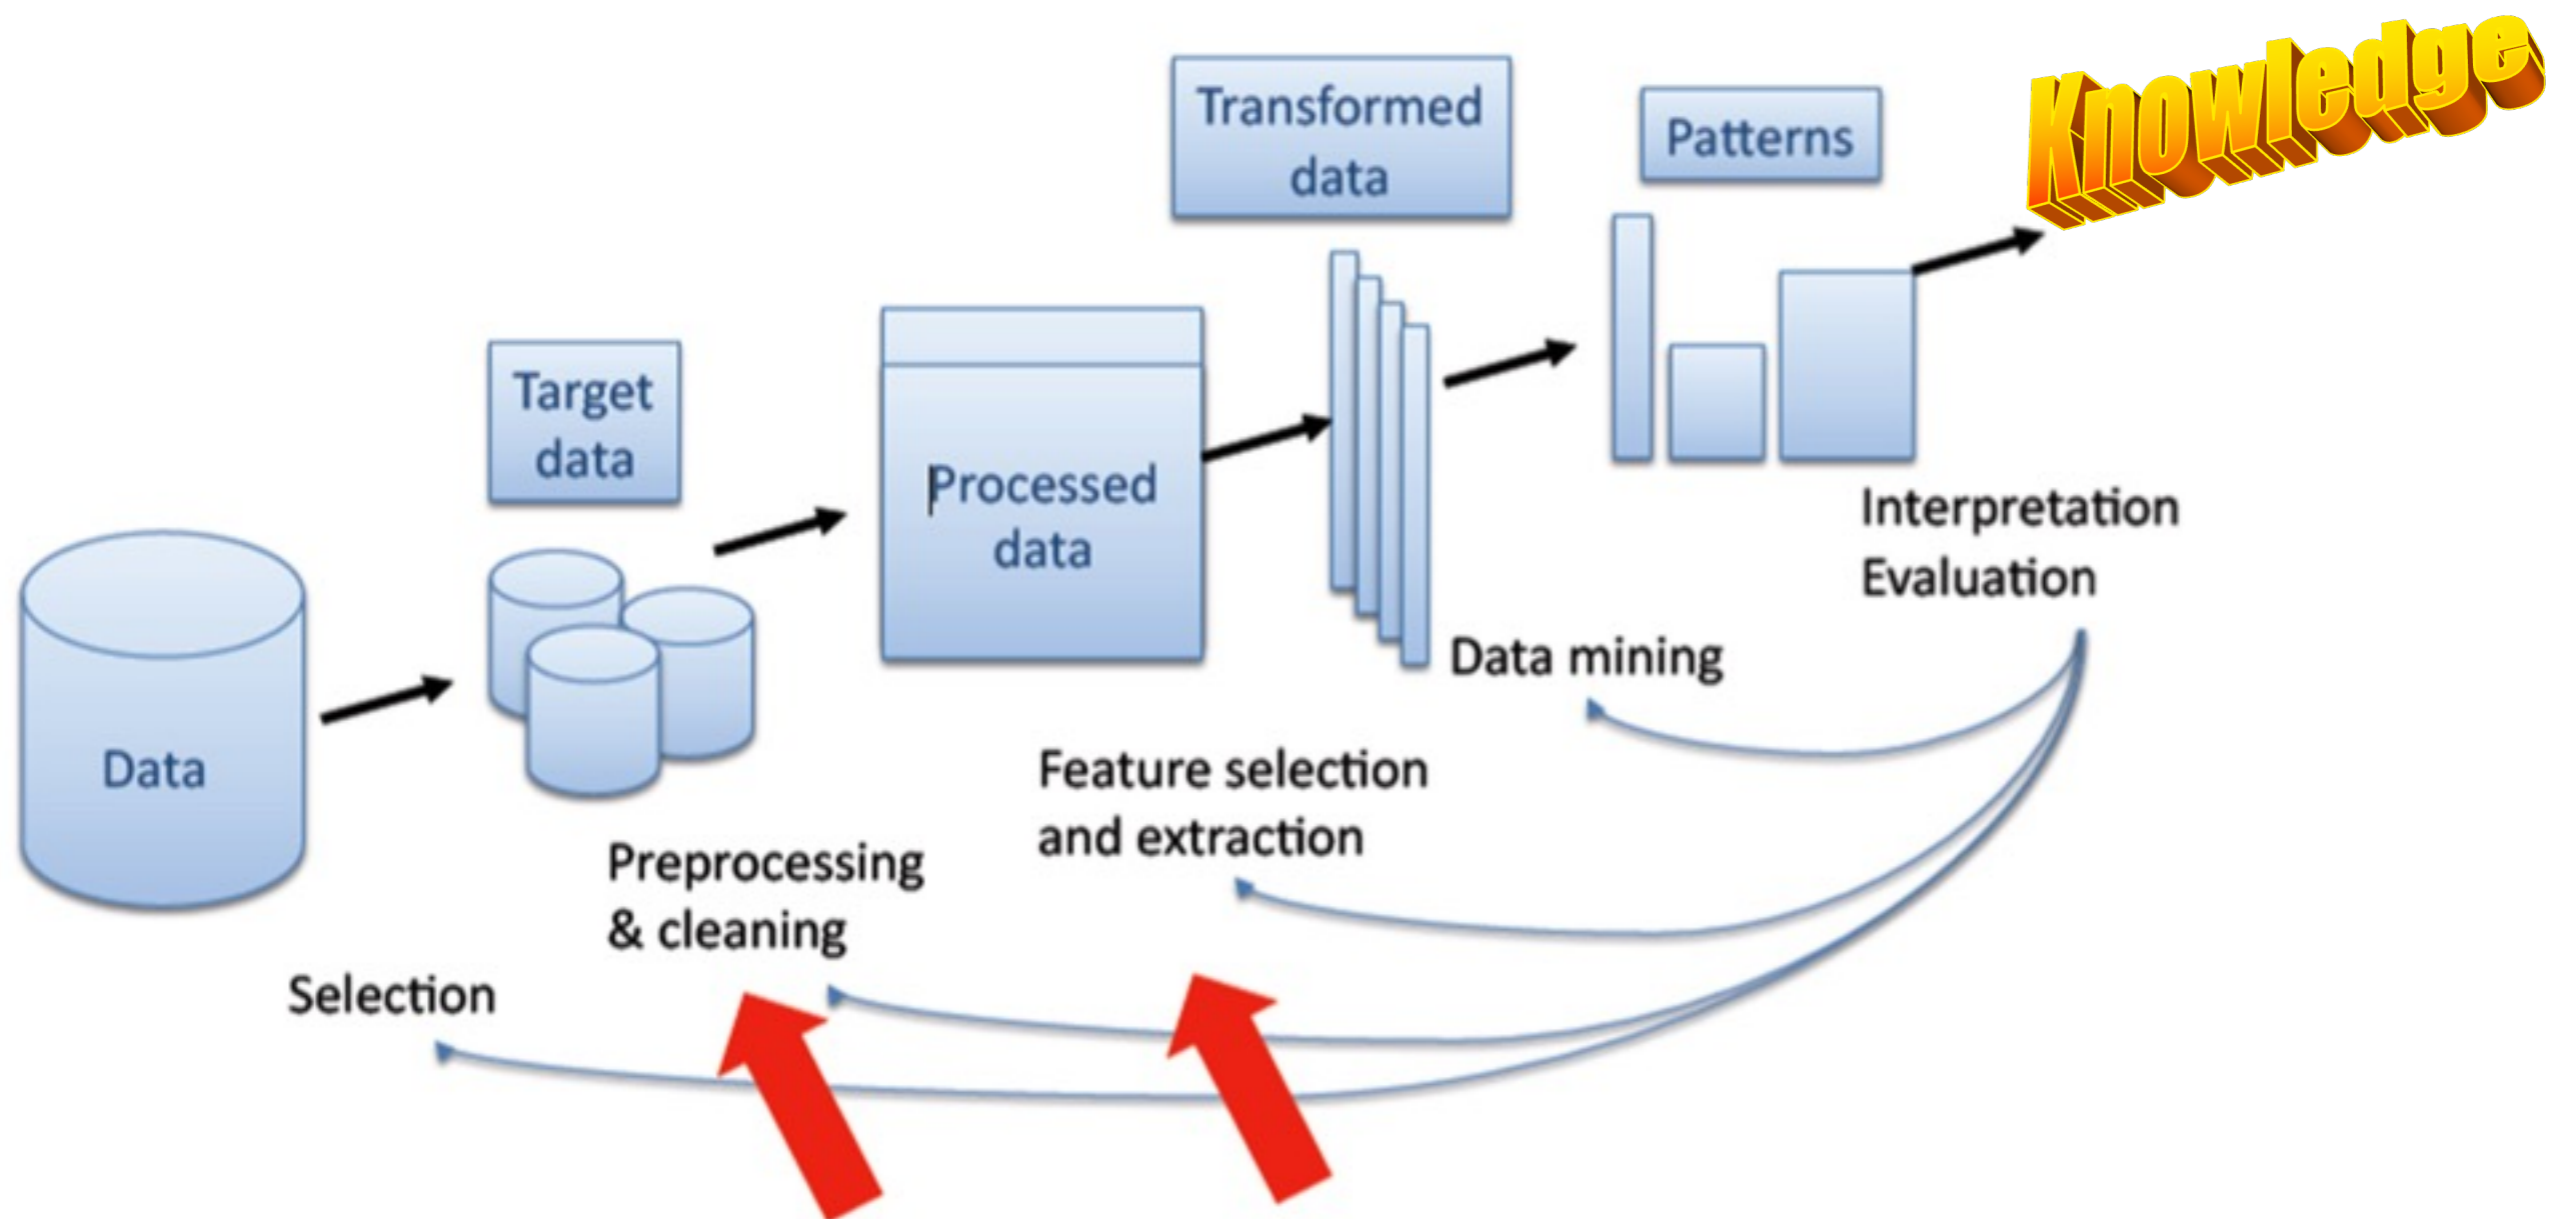 Knowledge
Transformed
data
Patterns
Target
data
Processed
data
Data
Interpretation
Evaluation
Data mining
Feature selection
and extraction
Preprocessing
& cleaning
Selection